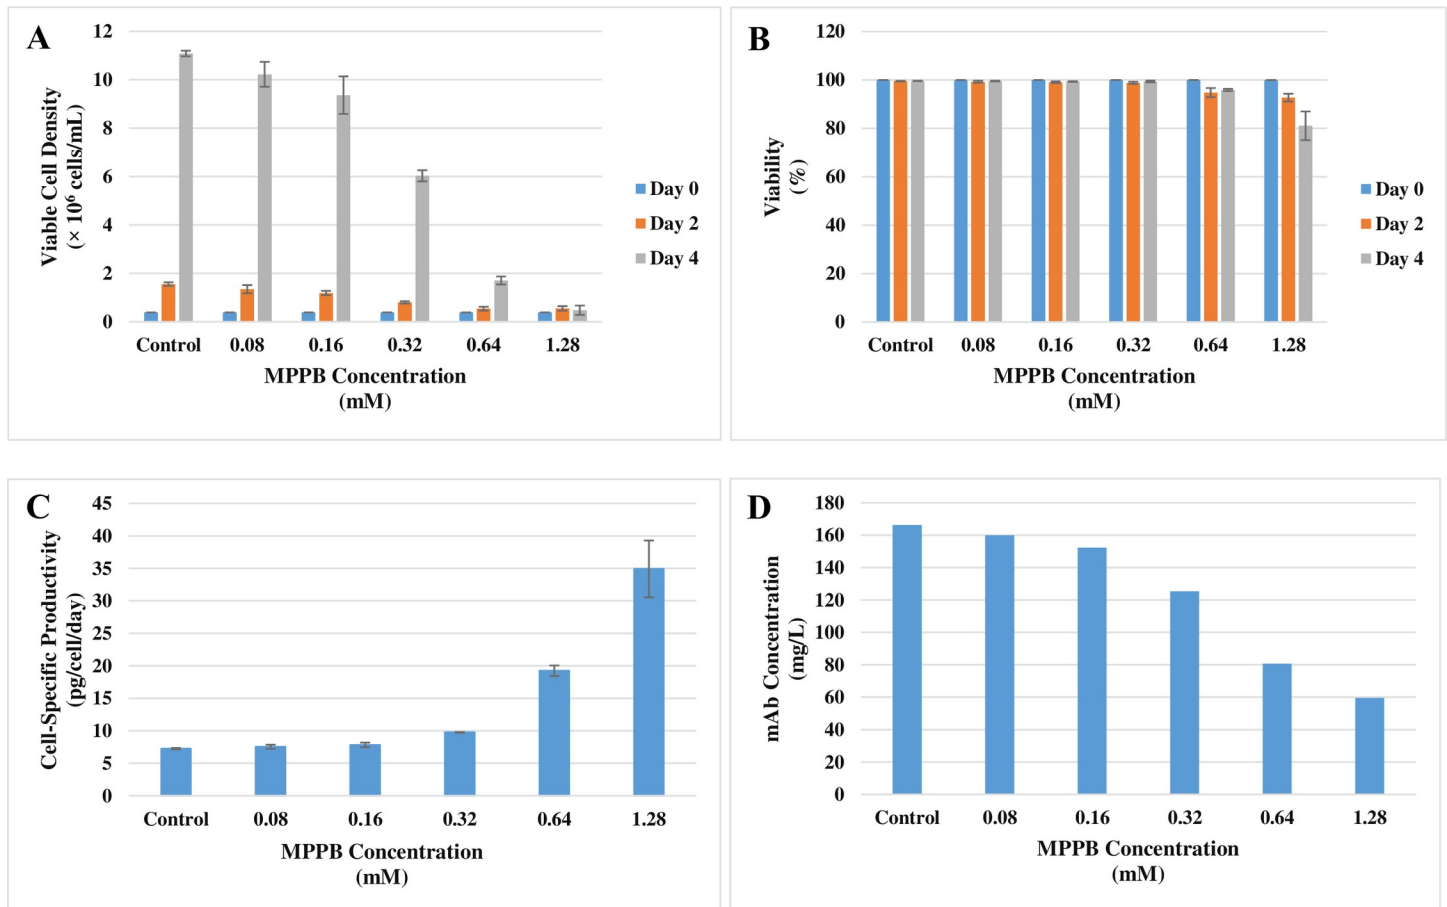 A
Viable Cell Density
(× 10⁶ cells/mL)
12
10
8
6
4
2
0
Control 0.08 0.16 0.32 0.64 1.28
MPPB Concentration
(mM)
Day 0
Day 2
Day 4
B
Viability
(%)
120
100
80
60
40
20
0
Control 0.08 0.16 0.32 0.64 1.28
MPPB Concentration
(mM)
Day 0
Day 2
Day 4
C
Cell-Specific Productivity
(pg/cell/day)
45
40
35
30
25
20
15
10
5
0
Control 0.08 0.16 0.32 0.64 1.28
MPPB Concentration
(mM)
D
mAb Concentration
(mg/L)
180
160
140
120
100
80
60
40
20
0
Control 0.08 0.16 0.32 0.64 1.28
MPPB Concentration
(mM)